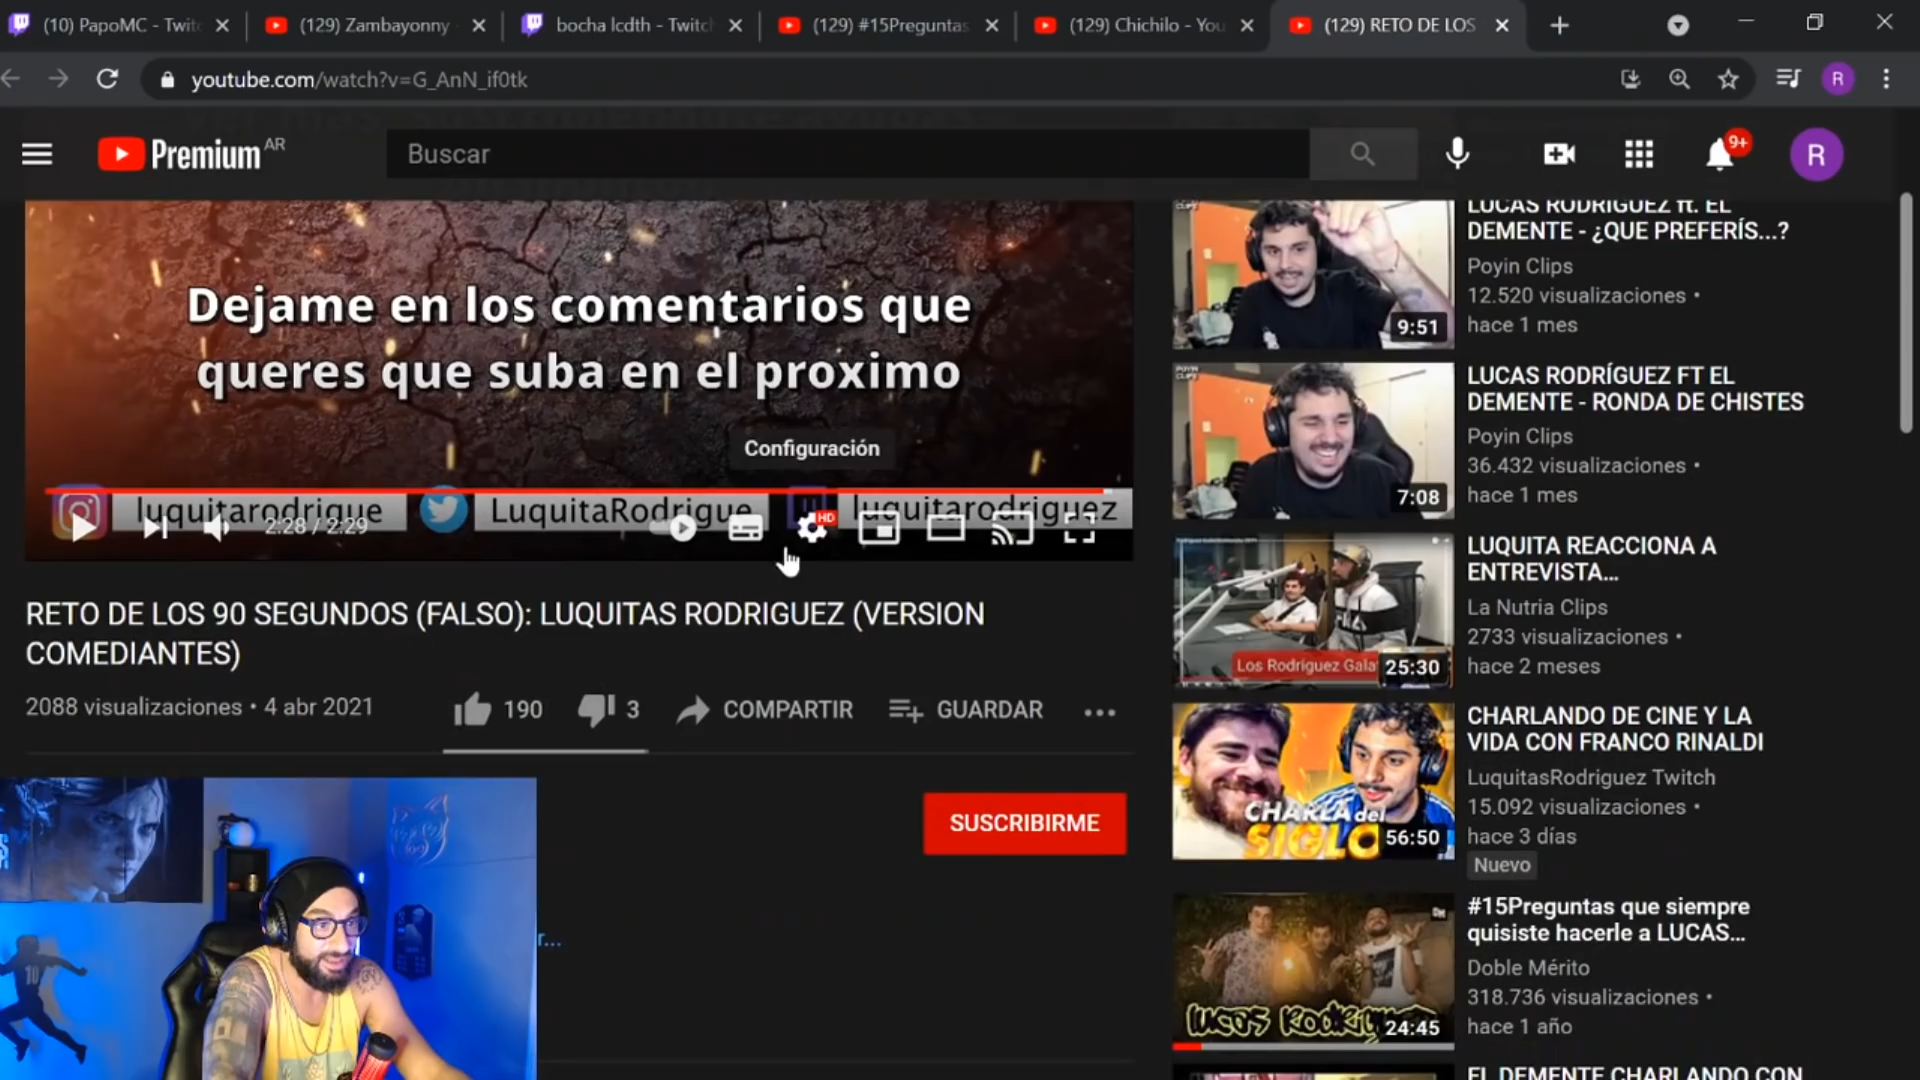 (10) PapoMC - Twitc
(129) Zambayonny
bocha lcdth - Twitch
(129) #15Preguntas
(129) Chichilo - You
(129) RETO DE LOS
youtube.com/watch?v=G_AnN_if0tk
R
Premium AR
Buscar
9+
R
Dejame en los comentarios que
queres que suba en el proximo
Configuración
luquitarodrigue
LuquitaRodrigue
luquitarodriguez
2:28 / 2:29
HD
RETO DE LOS 90 SEGUNDOS (FALSO): LUQUITAS RODRIGUEZ (VERSION
COMEDIANTES)
2088 visualizaciones • 4 abr 2021
190
3
COMPARTIR
GUARDAR
SUSCRIBIRME
r...
10
LUCAS RODRIGUEZ ft. EL
DEMENTE - ¿QUE PREFERÍS...?
Poyin Clips
12.520 visualizaciones •
hace 1 mes
9:51
LUCAS RODRÍGUEZ FT EL
DEMENTE - RONDA DE CHISTES
Poyin Clips
36.432 visualizaciones •
hace 1 mes
7:08
LUQUITA REACCIONA A
ENTREVISTA...
La Nutria Clips
2733 visualizaciones •
hace 2 meses
Los Rodriguez Gala
25:30
CHARLANDO DE CINE Y LA
VIDA CON FRANCO RINALDI
LuquitasRodriguez Twitch
15.092 visualizaciones •
hace 3 días
Nuevo
CHARLA del
SIGLO
56:50
#15Preguntas que siempre
quisiste hacerle a LUCAS...
Doble Mérito
318.736 visualizaciones •
hace 1 año
24:45
EL DEMENTE CHARLANDO CON